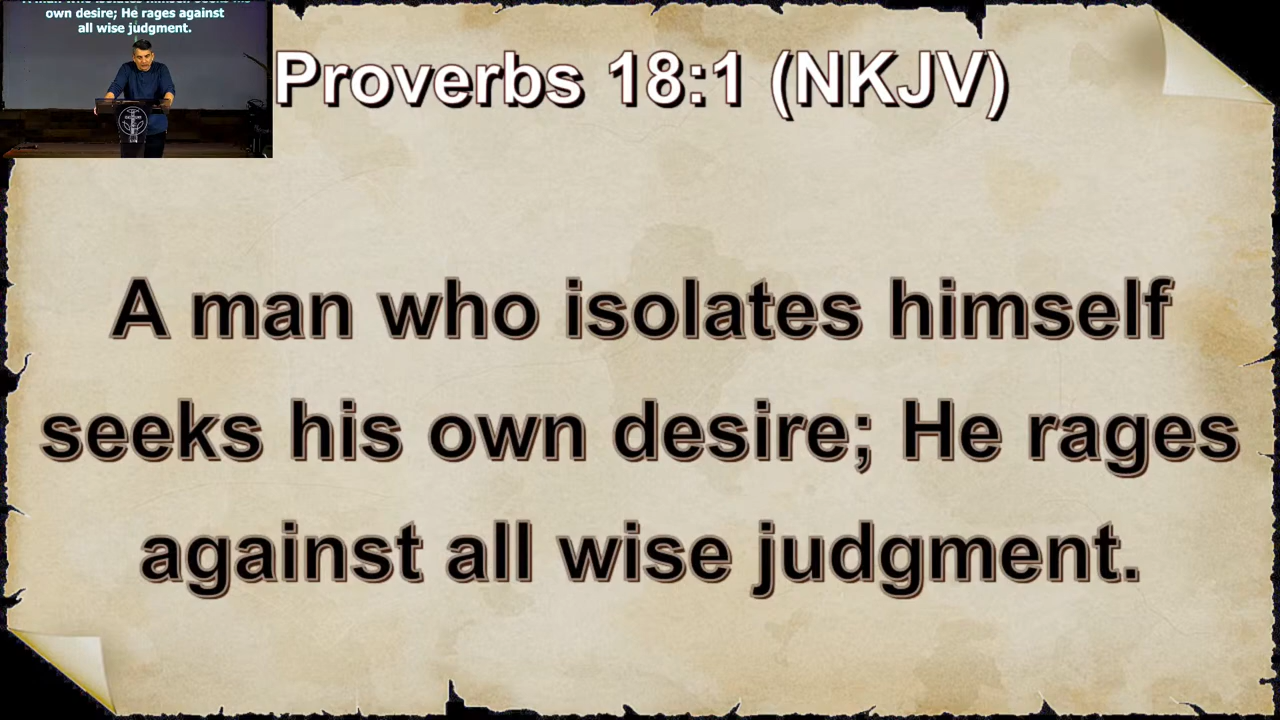 own desire; He rages against
all wise judgment.
Proverbs 18:1 (NKJV)
A man who isolates himself
seeks his own desire; He rages
against all wise judgment.